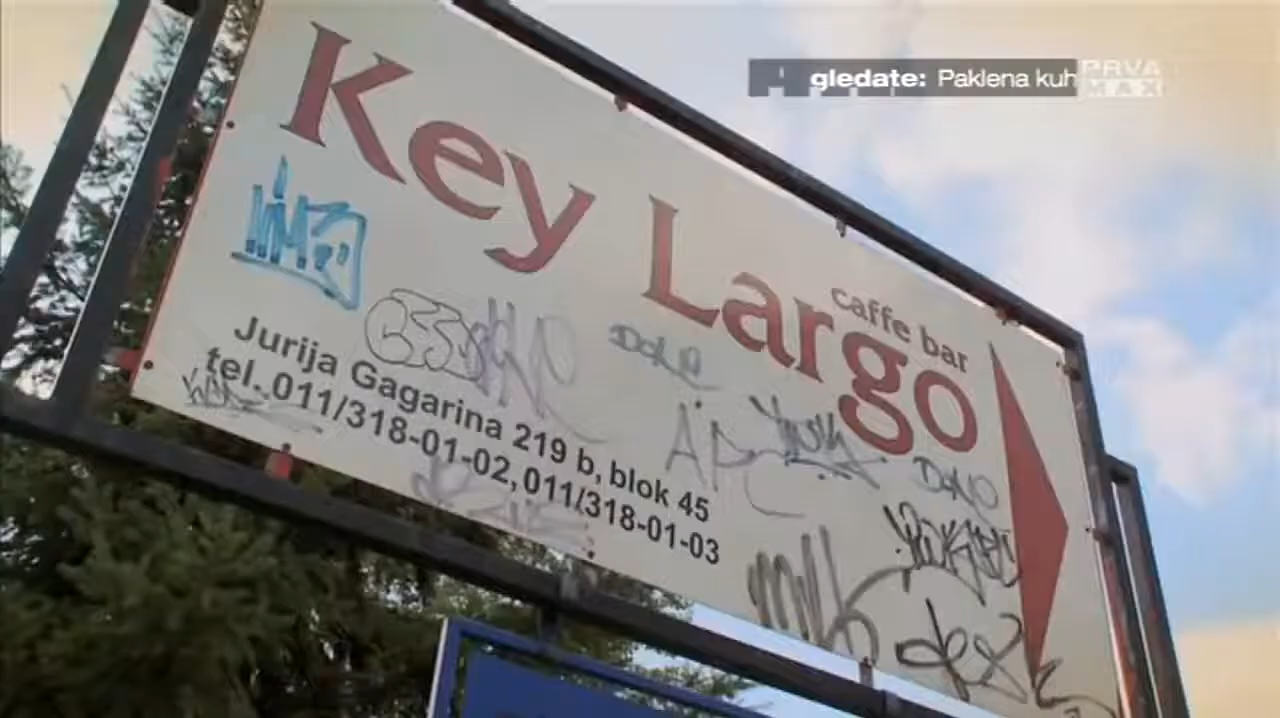 gledate: Paklena kuh
PRVA
MAX
Key Largo
caffe bar
Jurija Gagarina 219 b, blok 45
tel. 011/318-01-02, 011/318-01-03